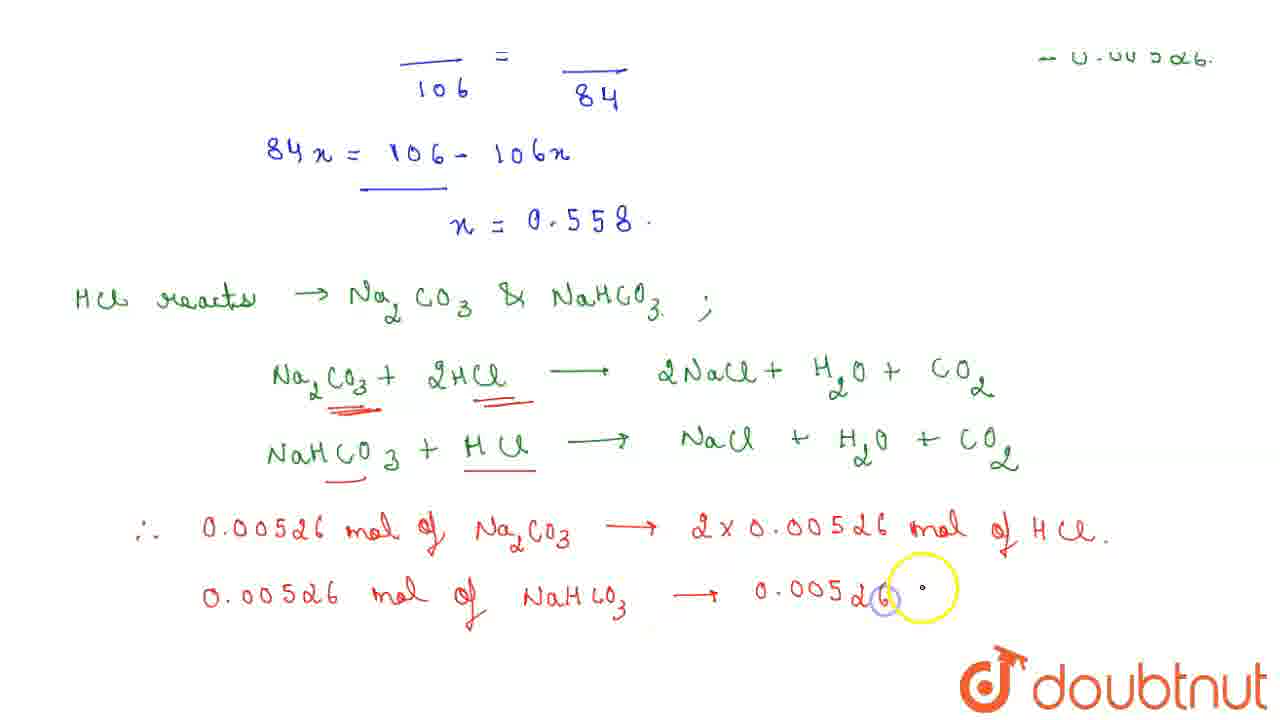 =
106
84
84x = 106 - 106x
x = 0.558.
HCl reacts → Na2CO3 & NaHCO3 ;
Na2CO3 + 2HCl → 2NaCl + H2O + CO2
NaHCO3 + HCl → NaCl + H2O + CO2
∴ 0.00526 mol of Na2CO3 → 2 x 0.00526 mol of HCl.
0.00526 mol of NaHCO3 → 0.00526
doubtnut